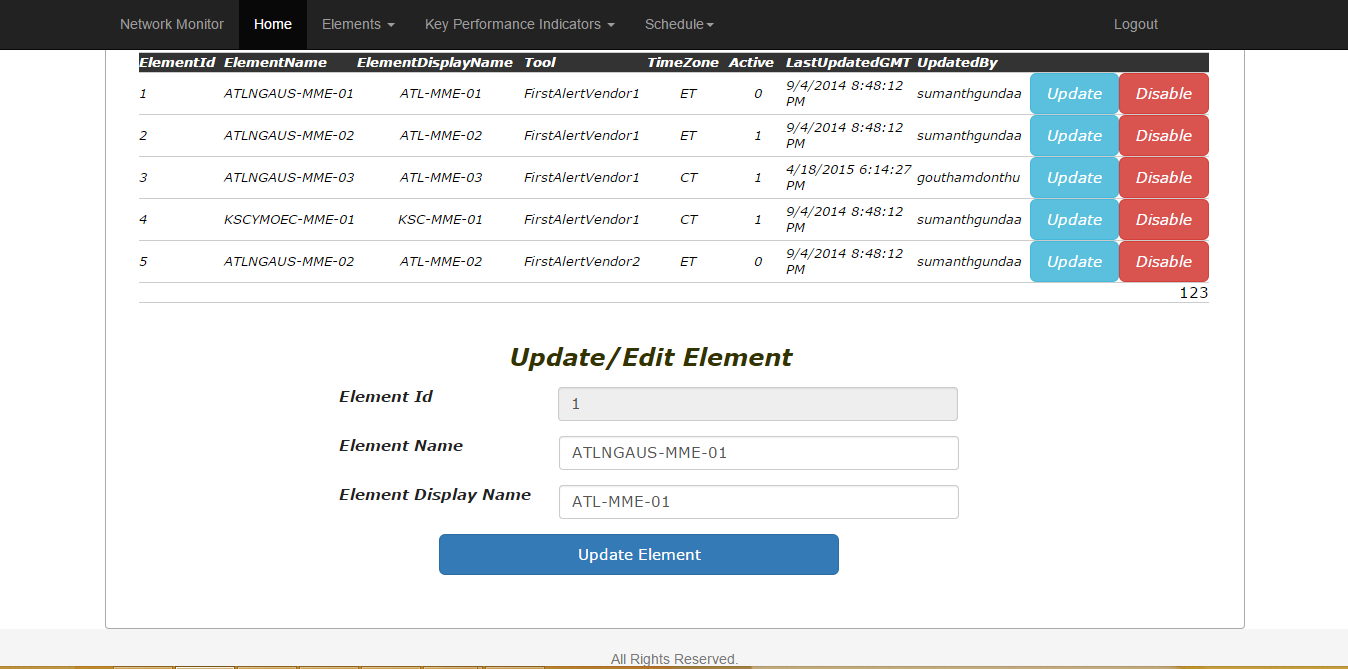 Network Monitor Home Elements Key Performance Indicators Schedule Logout
ElementId ElementName ElementDisplayName Tool TimeZone Active LastUpdatedGMT UpdatedBy
1 ATLNGAUS-MME-01 ATL-MME-01 FirstAlertVendor1 ET 0 9/4/2014 8:48:12 PM sumanthgundaa Update Disable
2 ATLNGAUS-MME-02 ATL-MME-02 FirstAlertVendor1 ET 1 9/4/2014 8:48:12 PM sumanthgundaa Update Disable
3 ATLNGAUS-MME-03 ATL-MME-03 FirstAlertVendor1 CT 1 4/18/2015 6:14:27 PM gouthamdonthu Update Disable
4 KSCYMOEC-MME-01 KSC-MME-01 FirstAlertVendor1 CT 1 9/4/2014 8:48:12 PM sumanthgundaa Update Disable
5 ATLNGAUS-MME-02 ATL-MME-02 FirstAlertVendor2 ET 0 9/4/2014 8:48:12 PM sumanthgundaa Update Disable
123
Update/Edit Element
Element Id 1
Element Name ATLNGAUS-MME-01
Element Display Name ATL-MME-01
Update Element
All Rights Reserved.